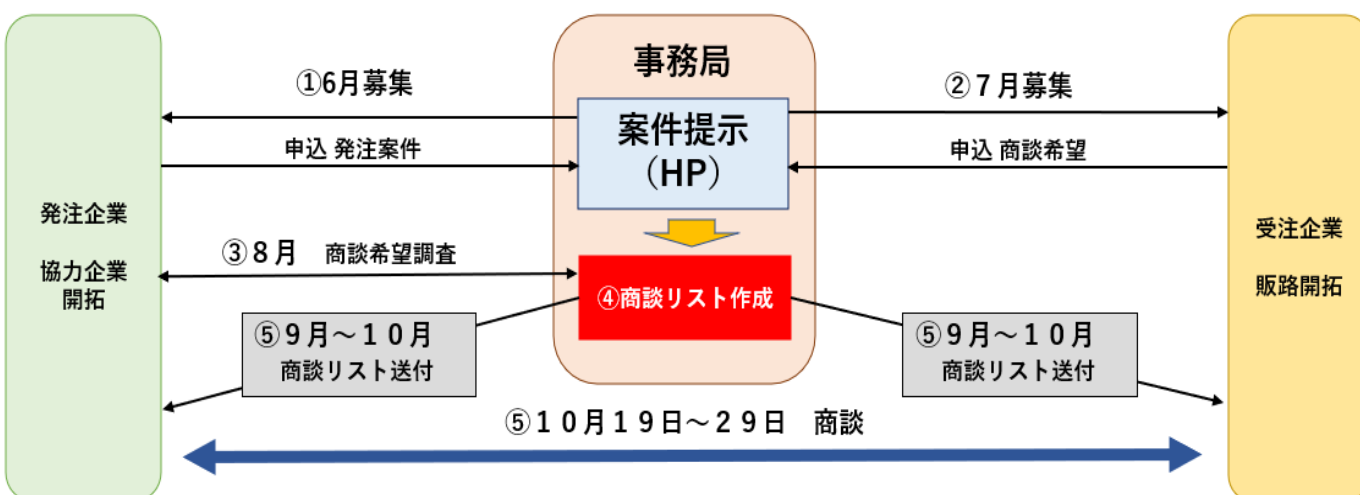 事務局
①6月募集
②７月募集
案件提示
（HP）
申込 発注案件
申込 商談希望
発注企業
協力企業
開拓
受注企業
販路開拓
③８月　商談希望調査
④商談リスト作成
⑤９月～１０月
商談リスト送付
⑤９月～１０月
商談リスト送付
⑤１０月１９日～２９日　商談